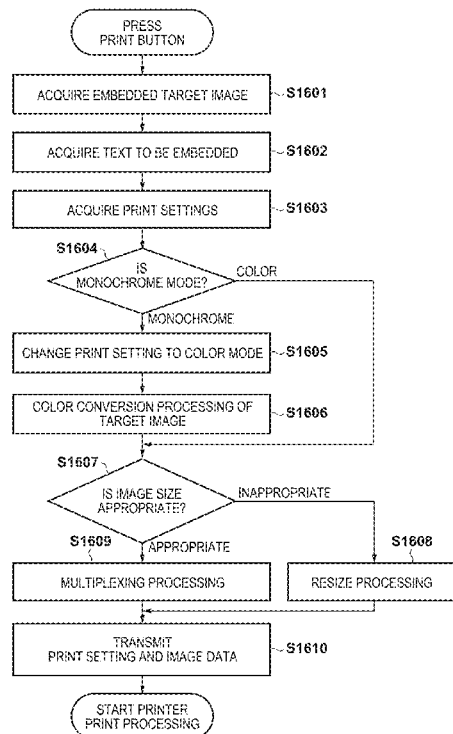 PRESS
PRINT BUTTON
ACQUIRE EMBEDDED TARGET IMAGE
S1601
ACQUIRE TEXT TO BE EMBEDDED
S1602
ACQUIRE PRINT SETTINGS
S1603
S1604
IS
MONOCHROME MODE?
COLOR
MONOCHROME
CHANGE PRINT SETTING TO COLOR MODE
S1605
COLOR CONVERSION PROCESSING OF
TARGET IMAGE
S1606
S1607
IS IMAGE SIZE
APPROPRIATE?
INAPPROPRIATE
S1609
APPROPRIATE
S1608
MULTIPLEXING PROCESSING
RESIZE PROCESSING
TRANSMIT
PRINT SETTING AND IMAGE DATA
S1610
START PRINTER
PRINT PROCESSING